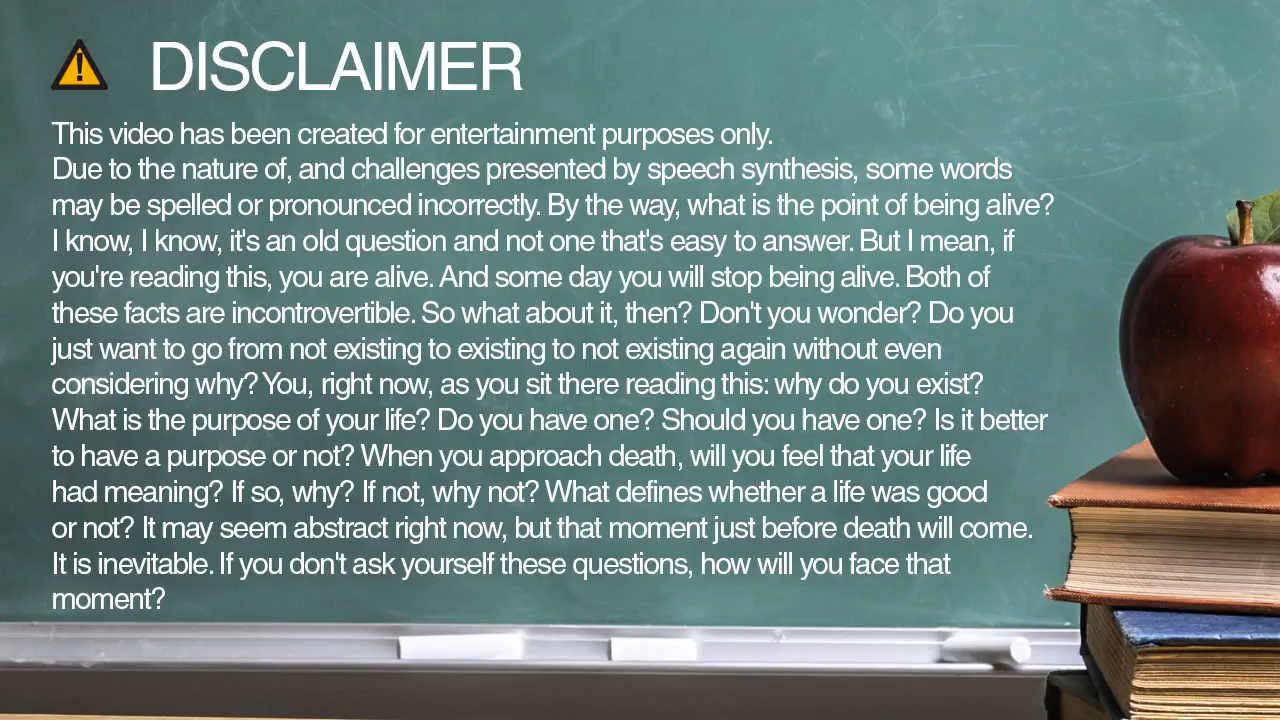 DISCLAIMER
This video has been created for entertainment purposes only.
Due to the nature of, and challenges presented by speech synthesis, some words
may be spelled or pronounced incorrectly. By the way, what is the point of being alive?
I know, I know, it's an old question and not one that's easy to answer. But I mean, if
you're reading this, you are alive. And some day you will stop being alive. Both of
these facts are incontrovertible. So what about it, then? Don't you wonder? Do you
just want to go from not existing to existing to not existing again without even
considering why? You, right now, as you sit there reading this: why do you exist?
What is the purpose of your life? Do you have one? Should you have one? Is it better
to have a purpose or not? When you approach death, will you feel that your life
had meaning? If so, why? If not, why not? What defines whether a life was good
or not? It may seem abstract right now, but that moment just before death will come.
It is inevitable. If you don't ask yourself these questions, how will you face that
moment?